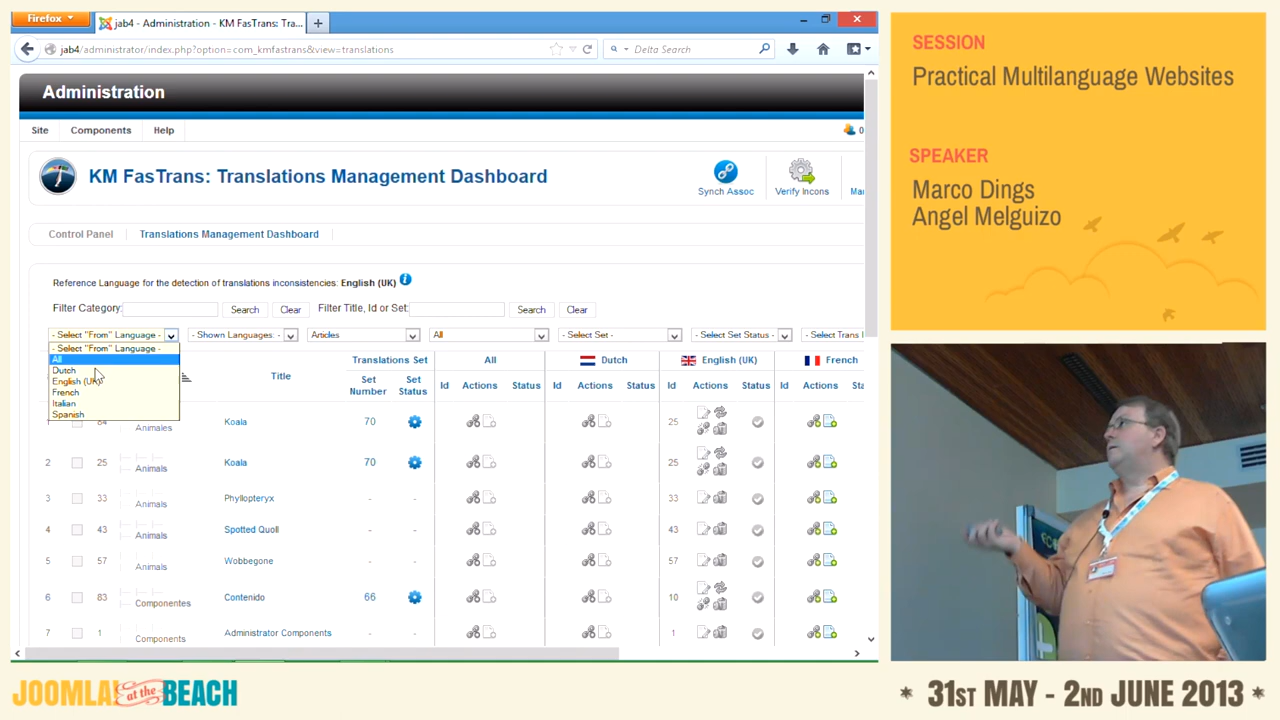 Firefox
jab4 - Administration - KM FasTrans: Tra...
jab4/administrator/index.php?option=com_kmfastrans&view=translations
Delta Search
Administration
Site Components Help
0
KM FasTrans: Translations Management Dashboard
Synch Assoc
Verify Incons
Mar
Control Panel
Translations Management Dashboard
Reference Language for the detection of translations inconsistencies: English (UK)
Filter Category:
Search
Clear
Filter Title, Id or Set:
Search
Clear
- Select "From" Language -
- Shown Languages: -
Articles
All
- Select Set -
- Select Set Status -
- Select Trans
- Select "From" Language -
All
Dutch
English (UK)
French
Italian
Spanish
Title
Translations Set
Set Number
Set Status
All
Dutch
English (UK)
French
Id Actions Status
Id Actions Status
Id Actions Status
Id Actions Sta
1 84 Animales Koala 70 25
2 25 Animals Koala 70 25
3 33 Animals Phyllopteryx - - 33
4 43 Animals Spotted Quoll - - 43
5 57 Animals Wobbegone - - 57
6 83 Componentes Contenido 66 10
7 1 Components Administrator Components - - 1
SESSION
Practical Multilanguage Websites
SPEAKER
Marco Dings
Angel Melguizo
JOOMLA! at the BEACH
* 31ST MAY - 2ND JUNE 2013 *